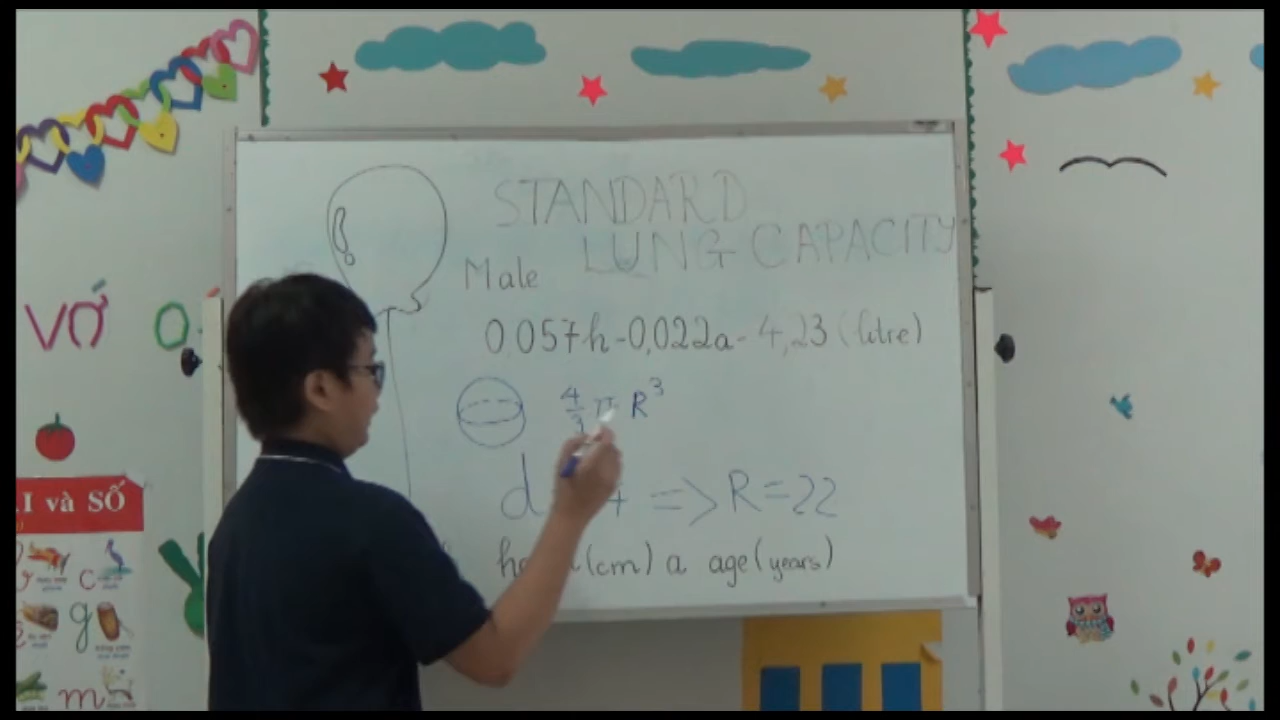 STANDARD
LUNG CAPACITY
Male
0,057h-0,022a-4,23 (litre)
4/3 π R³
d 4 => R=22
(cm) a age (years)
VỞ
O
I và SỐ
c
g
m